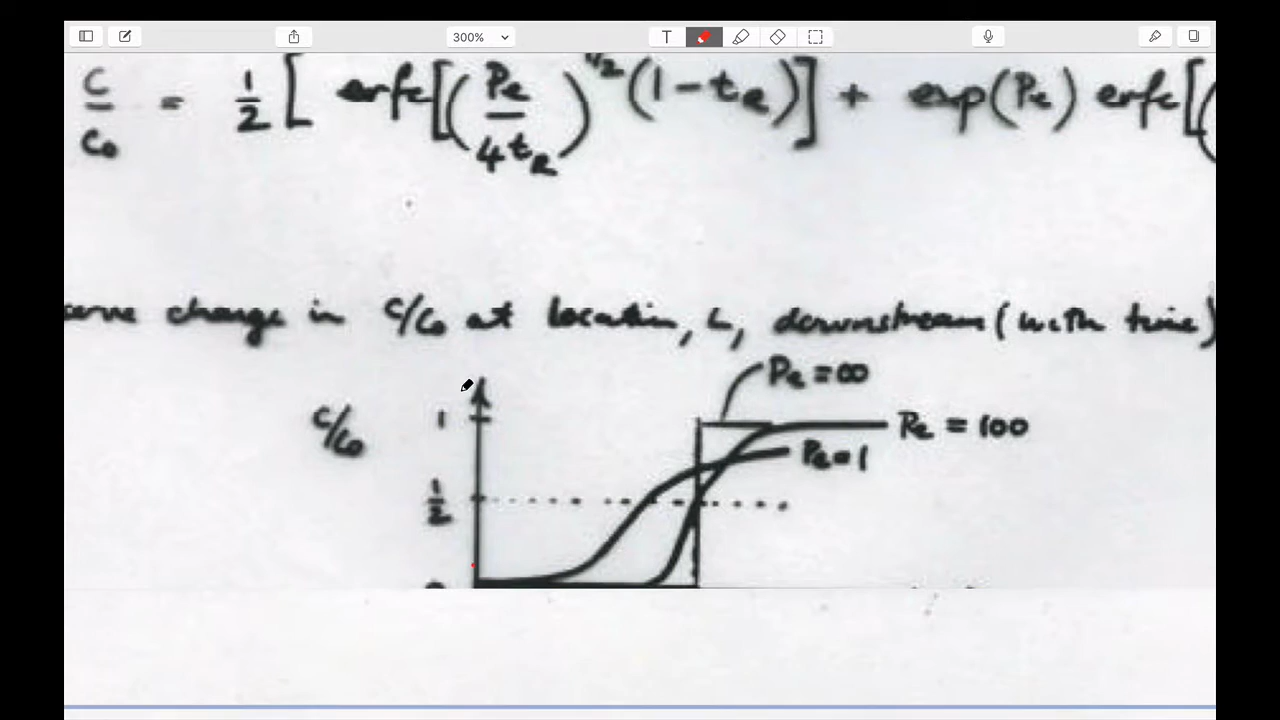 300%
T
C/C₀ = 1/2 [ erfc[(Pe/4tR)^1/2 (1-tR)] + exp(Pe) erfc[(
change in C/C₀ at location, L, downstream (with time)
Pe = ∞
C/C₀
1
Pe = 100
Pe=1
1/2